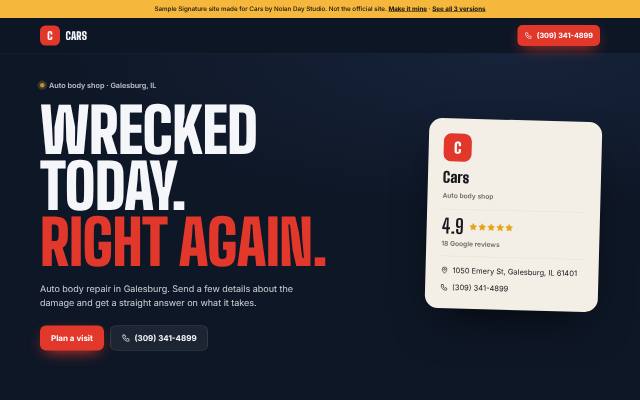 Sample Signature site made for Cars by Nolan Day Studio. Not the official site. Make it mine · See all 3 versions
C CARS
(309) 341-4899
Auto body shop · Galesburg, IL
WRECKED
TODAY.
RIGHT AGAIN.
Auto body repair in Galesburg. Send a few details about the
damage and get a straight answer on what it takes.
Plan a visit
(309) 341-4899
C
Cars
Auto body shop
4.9
18 Google reviews
1050 Emery St, Galesburg, IL 61401
(309) 341-4899